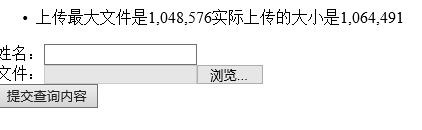 上传最大文件是1,048,576实际上传的大小是1,064,491
姓名：
文件： 浏览...
提交查询内容